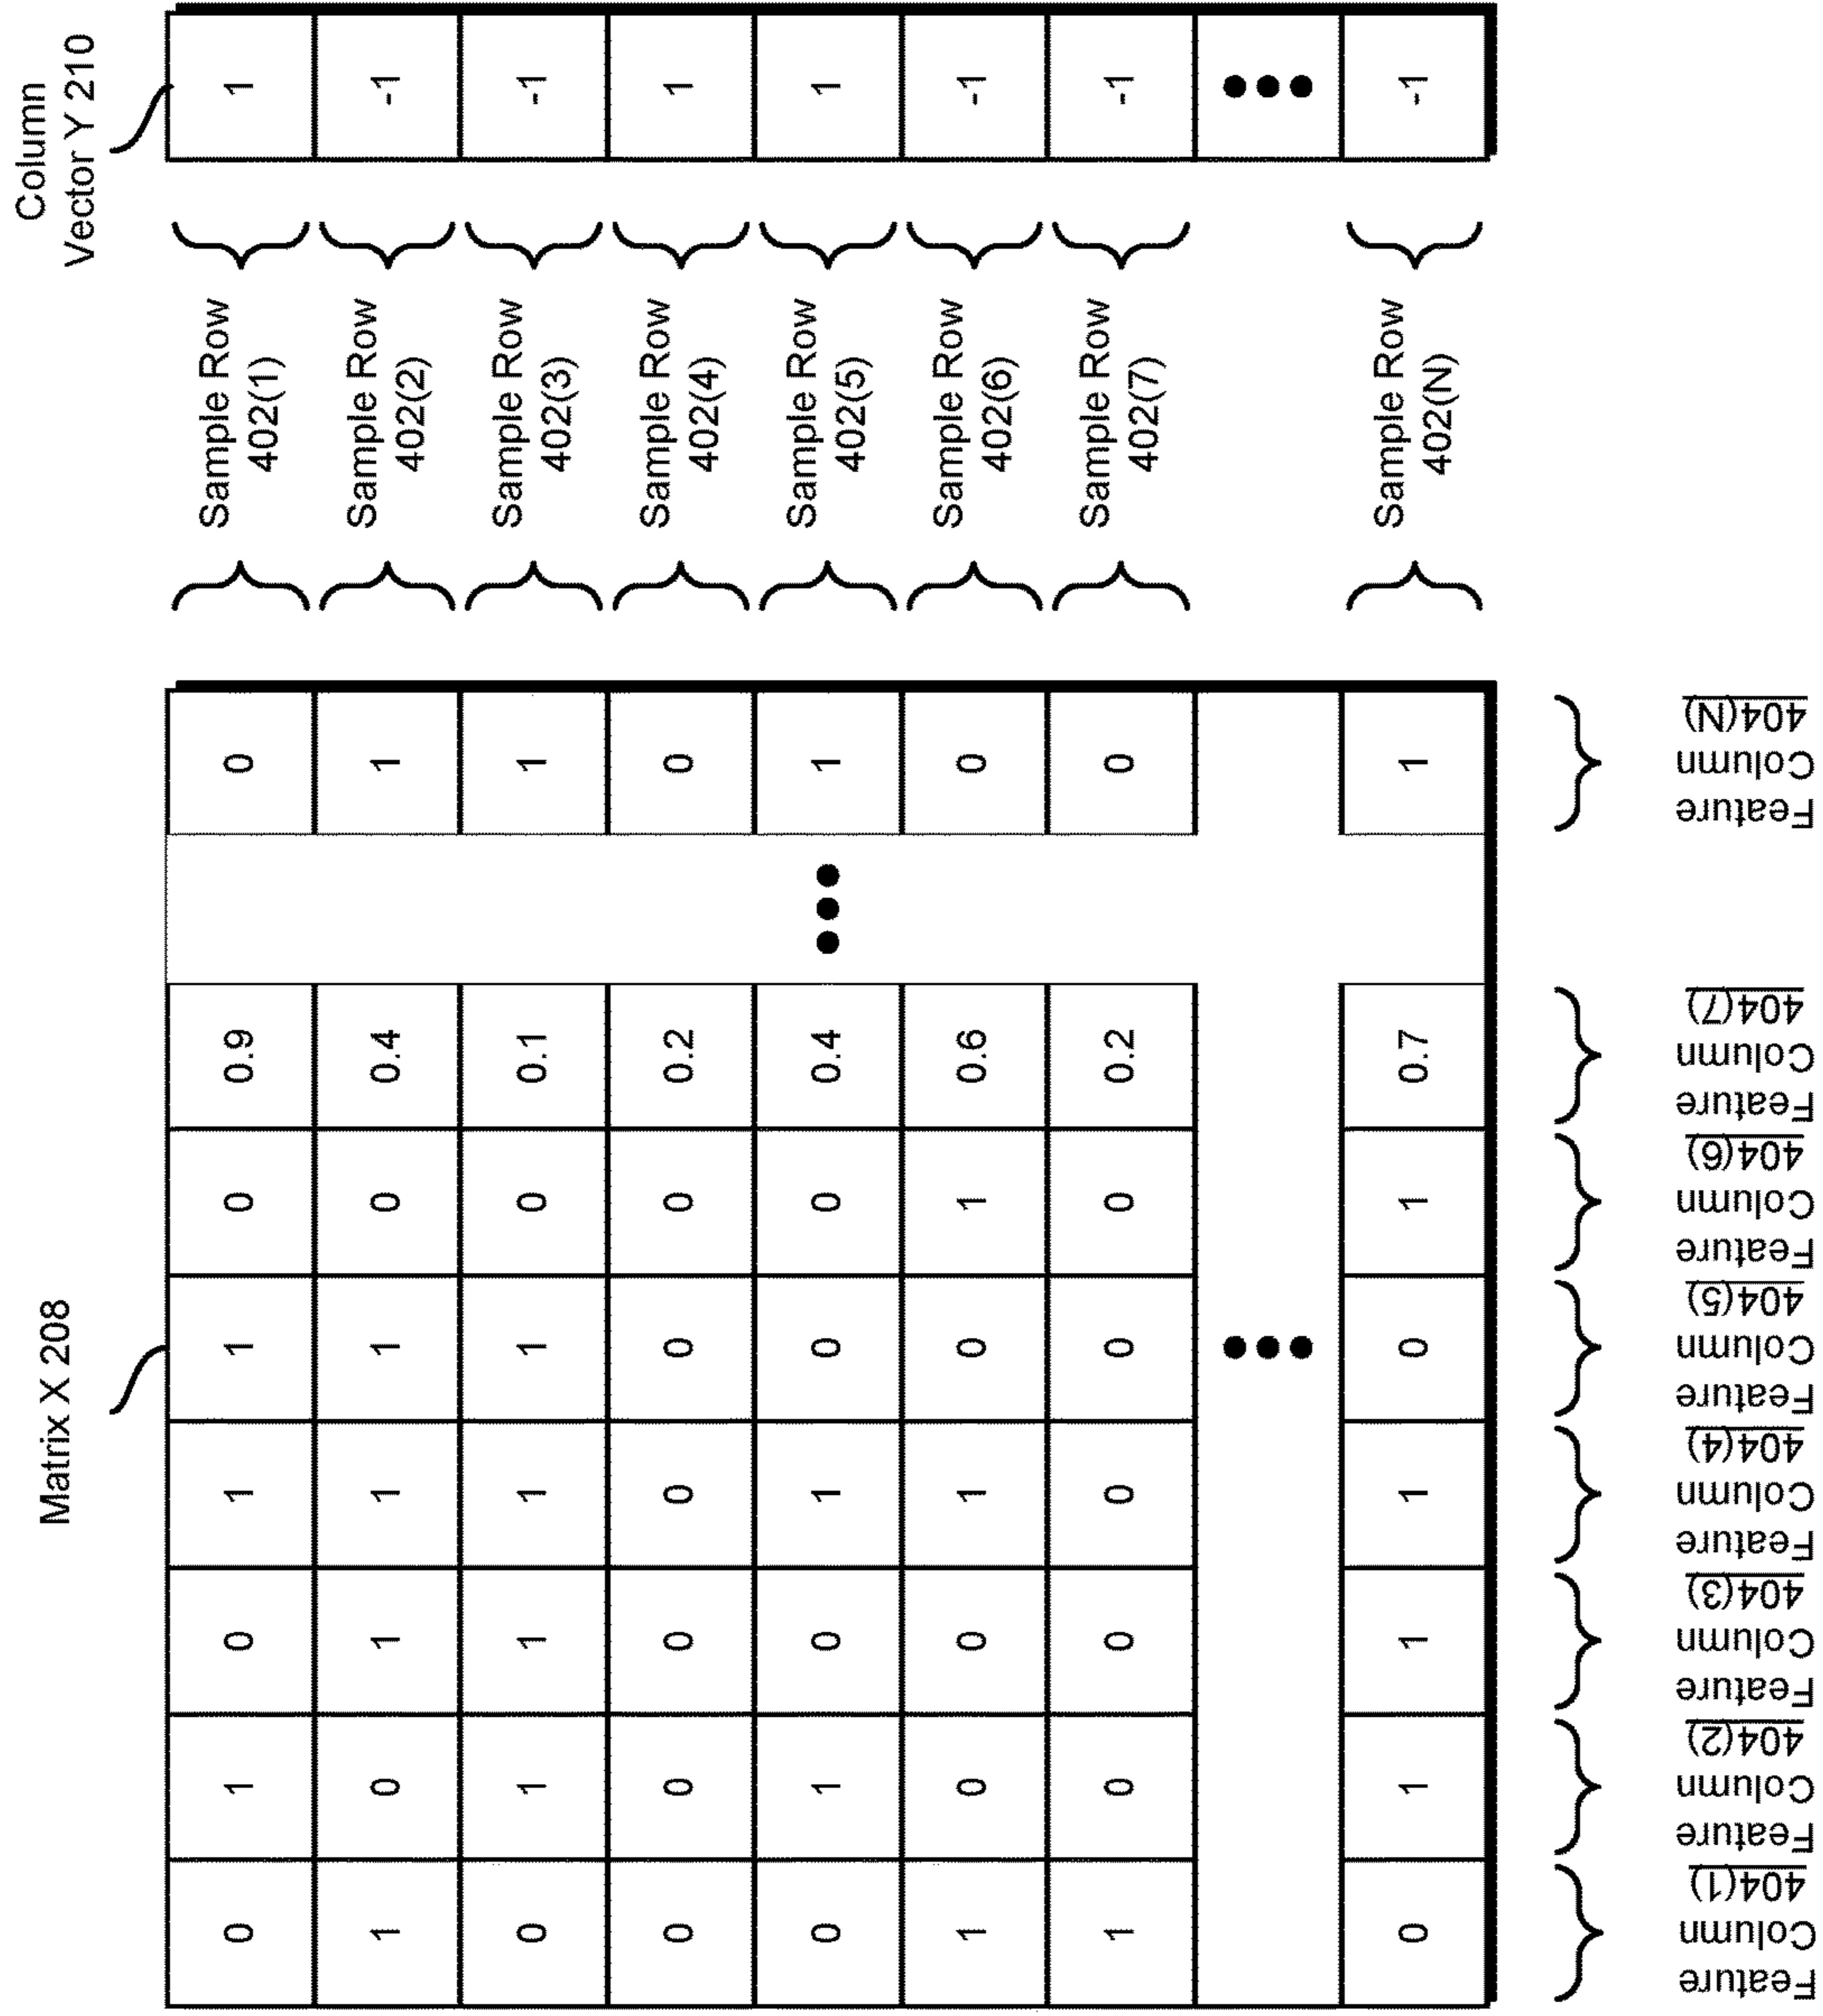 Matrix X 208
Column
Vector Y 210
0 1 0 1 1 0 0.9 0 Sample Row 1
402(1)
1 0 1 1 1 0 0.4 1 Sample Row -1
402(2)
0 1 1 1 1 0 0.1 1 Sample Row -1
402(3)
0 0 0 0 0 0 0.2 0 Sample Row 1
402(4)
0 1 0 1 0 0 0.4 1 Sample Row 1
402(5)
1 0 0 1 0 1 0.6 0 Sample Row -1
402(6)
1 0 0 0 0 0 0.2 0 Sample Row -1
402(7)
0 1 1 1 0 1 0.7 1 Sample Row -1
402(N)
Feature
Column
404(1)
Feature
Column
404(2)
Feature
Column
404(3)
Feature
Column
404(4)
Feature
Column
404(5)
Feature
Column
404(6)
Feature
Column
404(7)
Feature
Column
404(N)